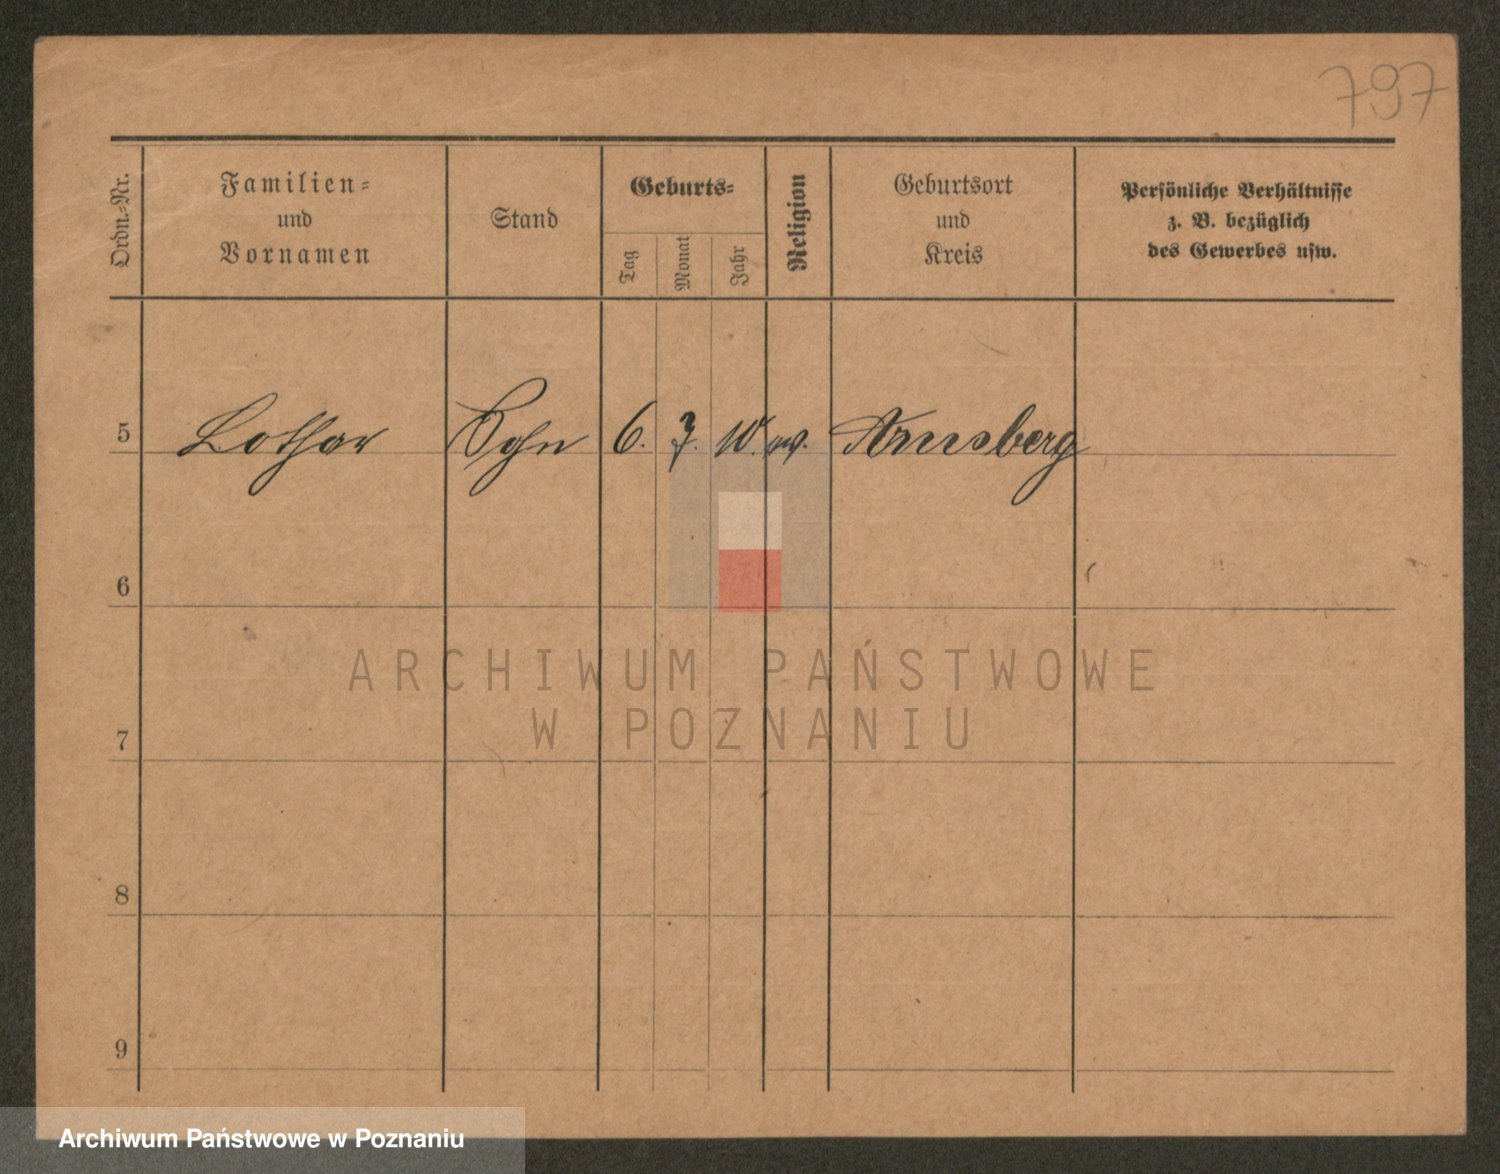 797
Ordn.-Nr.
Familien-
und
Vornamen
Stand
Geburts-
Tag
Monat
Jahr
Religion
Geburtsort
und
Kreis
Persönliche Verhältnisse
z. B. bezüglich
des Gewerbes usw.
5 Lothar Sohn 6. 7. 10. ev. Arnsberg
6
7
8
9
ARCHIWUM PAŃSTWOWE
W POZNANIU
Archiwum Państwowe w Poznaniu